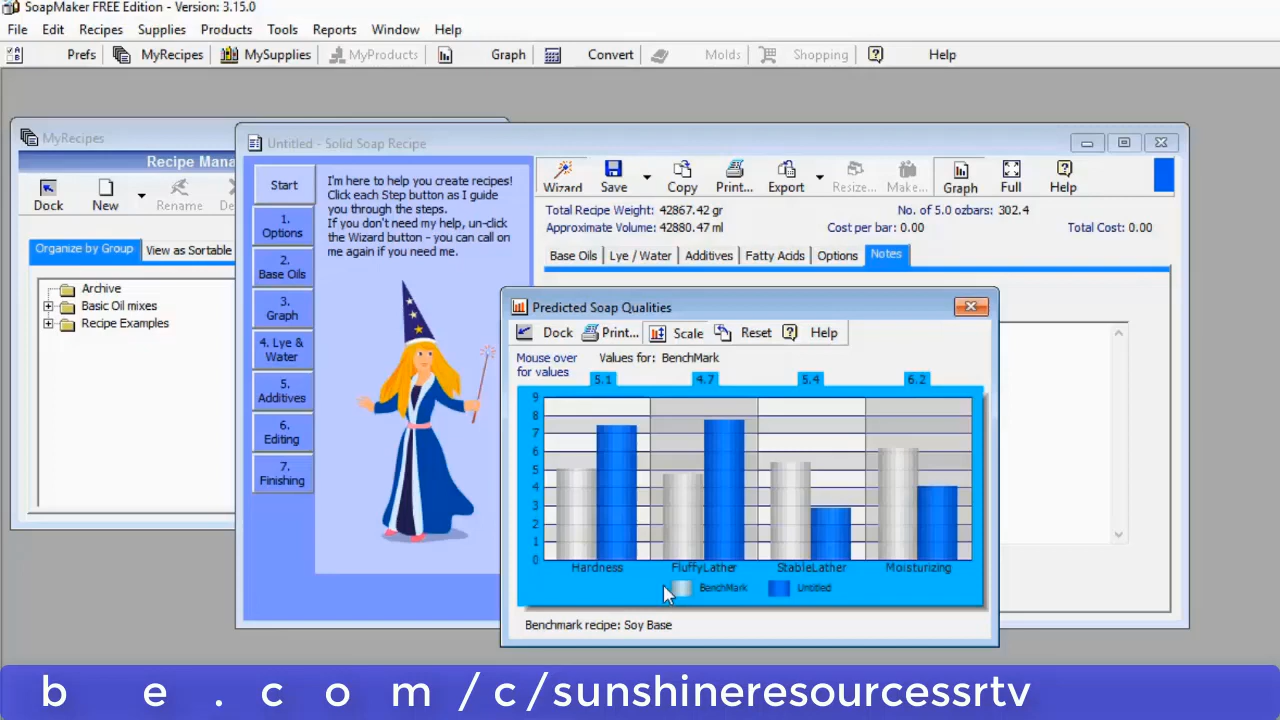 SoapMaker FREE Edition - Version: 3.15.0
File Edit Recipes Supplies Products Tools Reports Window Help
Prefs MyRecipes MySupplies MyProducts Graph Convert Molds Shopping Help
MyRecipes
Recipe Mana
Dock New Rename De
Organize by Group View as Sortable
Archive
Basic Oil mixes
Recipe Examples
Untitled - Solid Soap Recipe
Start
1. Options
2. Base Oils
3. Graph
4. Lye & Water
5. Additives
6. Editing
7. Finishing
I'm here to help you create recipes!
Click each Step button as I guide
you through the steps.
If you don't need my help, un-click
the Wizard button - you can call on
me again if you need me.
Wizard Save Copy Print... Export Resize... Make... Graph Full Help
Total Recipe Weight: 42867.42 gr No. of 5.0 ozbars: 302.4
Approximate Volume: 42880.47 ml Cost per bar: 0.00 Total Cost: 0.00
Base Oils Lye / Water Additives Fatty Acids Options Notes
Predicted Soap Qualities
Dock Print... Scale Reset Help
Mouse over Values for: BenchMark
for values
5.1 4.7 5.4 6.2
9
8
7
6
5
4
3
2
1
0
Hardness FluffyLather StableLather Moisturizing
BenchMark Untitled
Benchmark recipe: Soy Base
b e . c o m / c /sunshineresourcessrtv